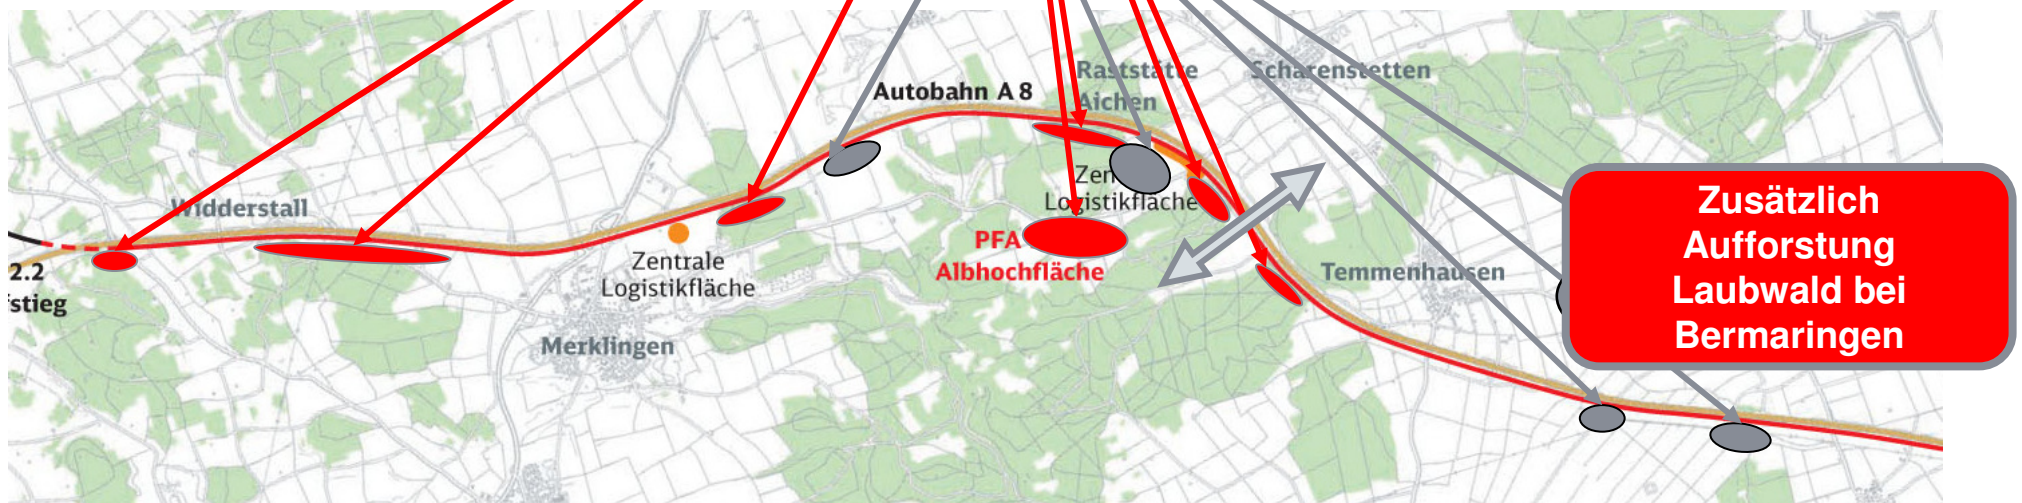 Autobahn A 8
Raststätte
Aichen
Scharenstetten
Widderstall
Zentrale
Logistikfläche
Zen
Logistikfläche
PFA
Albhochfläche
2.2
fstieg
Merklingen
Temmenhausen
Zusätzlich
Aufforstung
Laubwald bei
Bermaringen